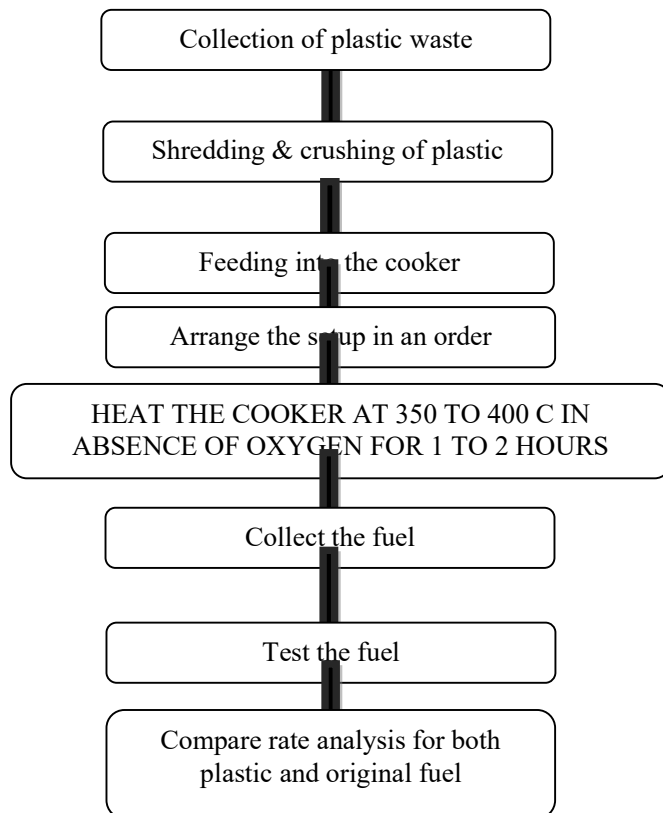 Collection of plastic waste
Shredding & crushing of plastic
Feeding into the cooker
Arrange the setup in an order
HEAT THE COOKER AT 350 TO 400 C IN
ABSENCE OF OXYGEN FOR 1 TO 2 HOURS
Collect the fuel
Test the fuel
Compare rate analysis for both
plastic and original fuel